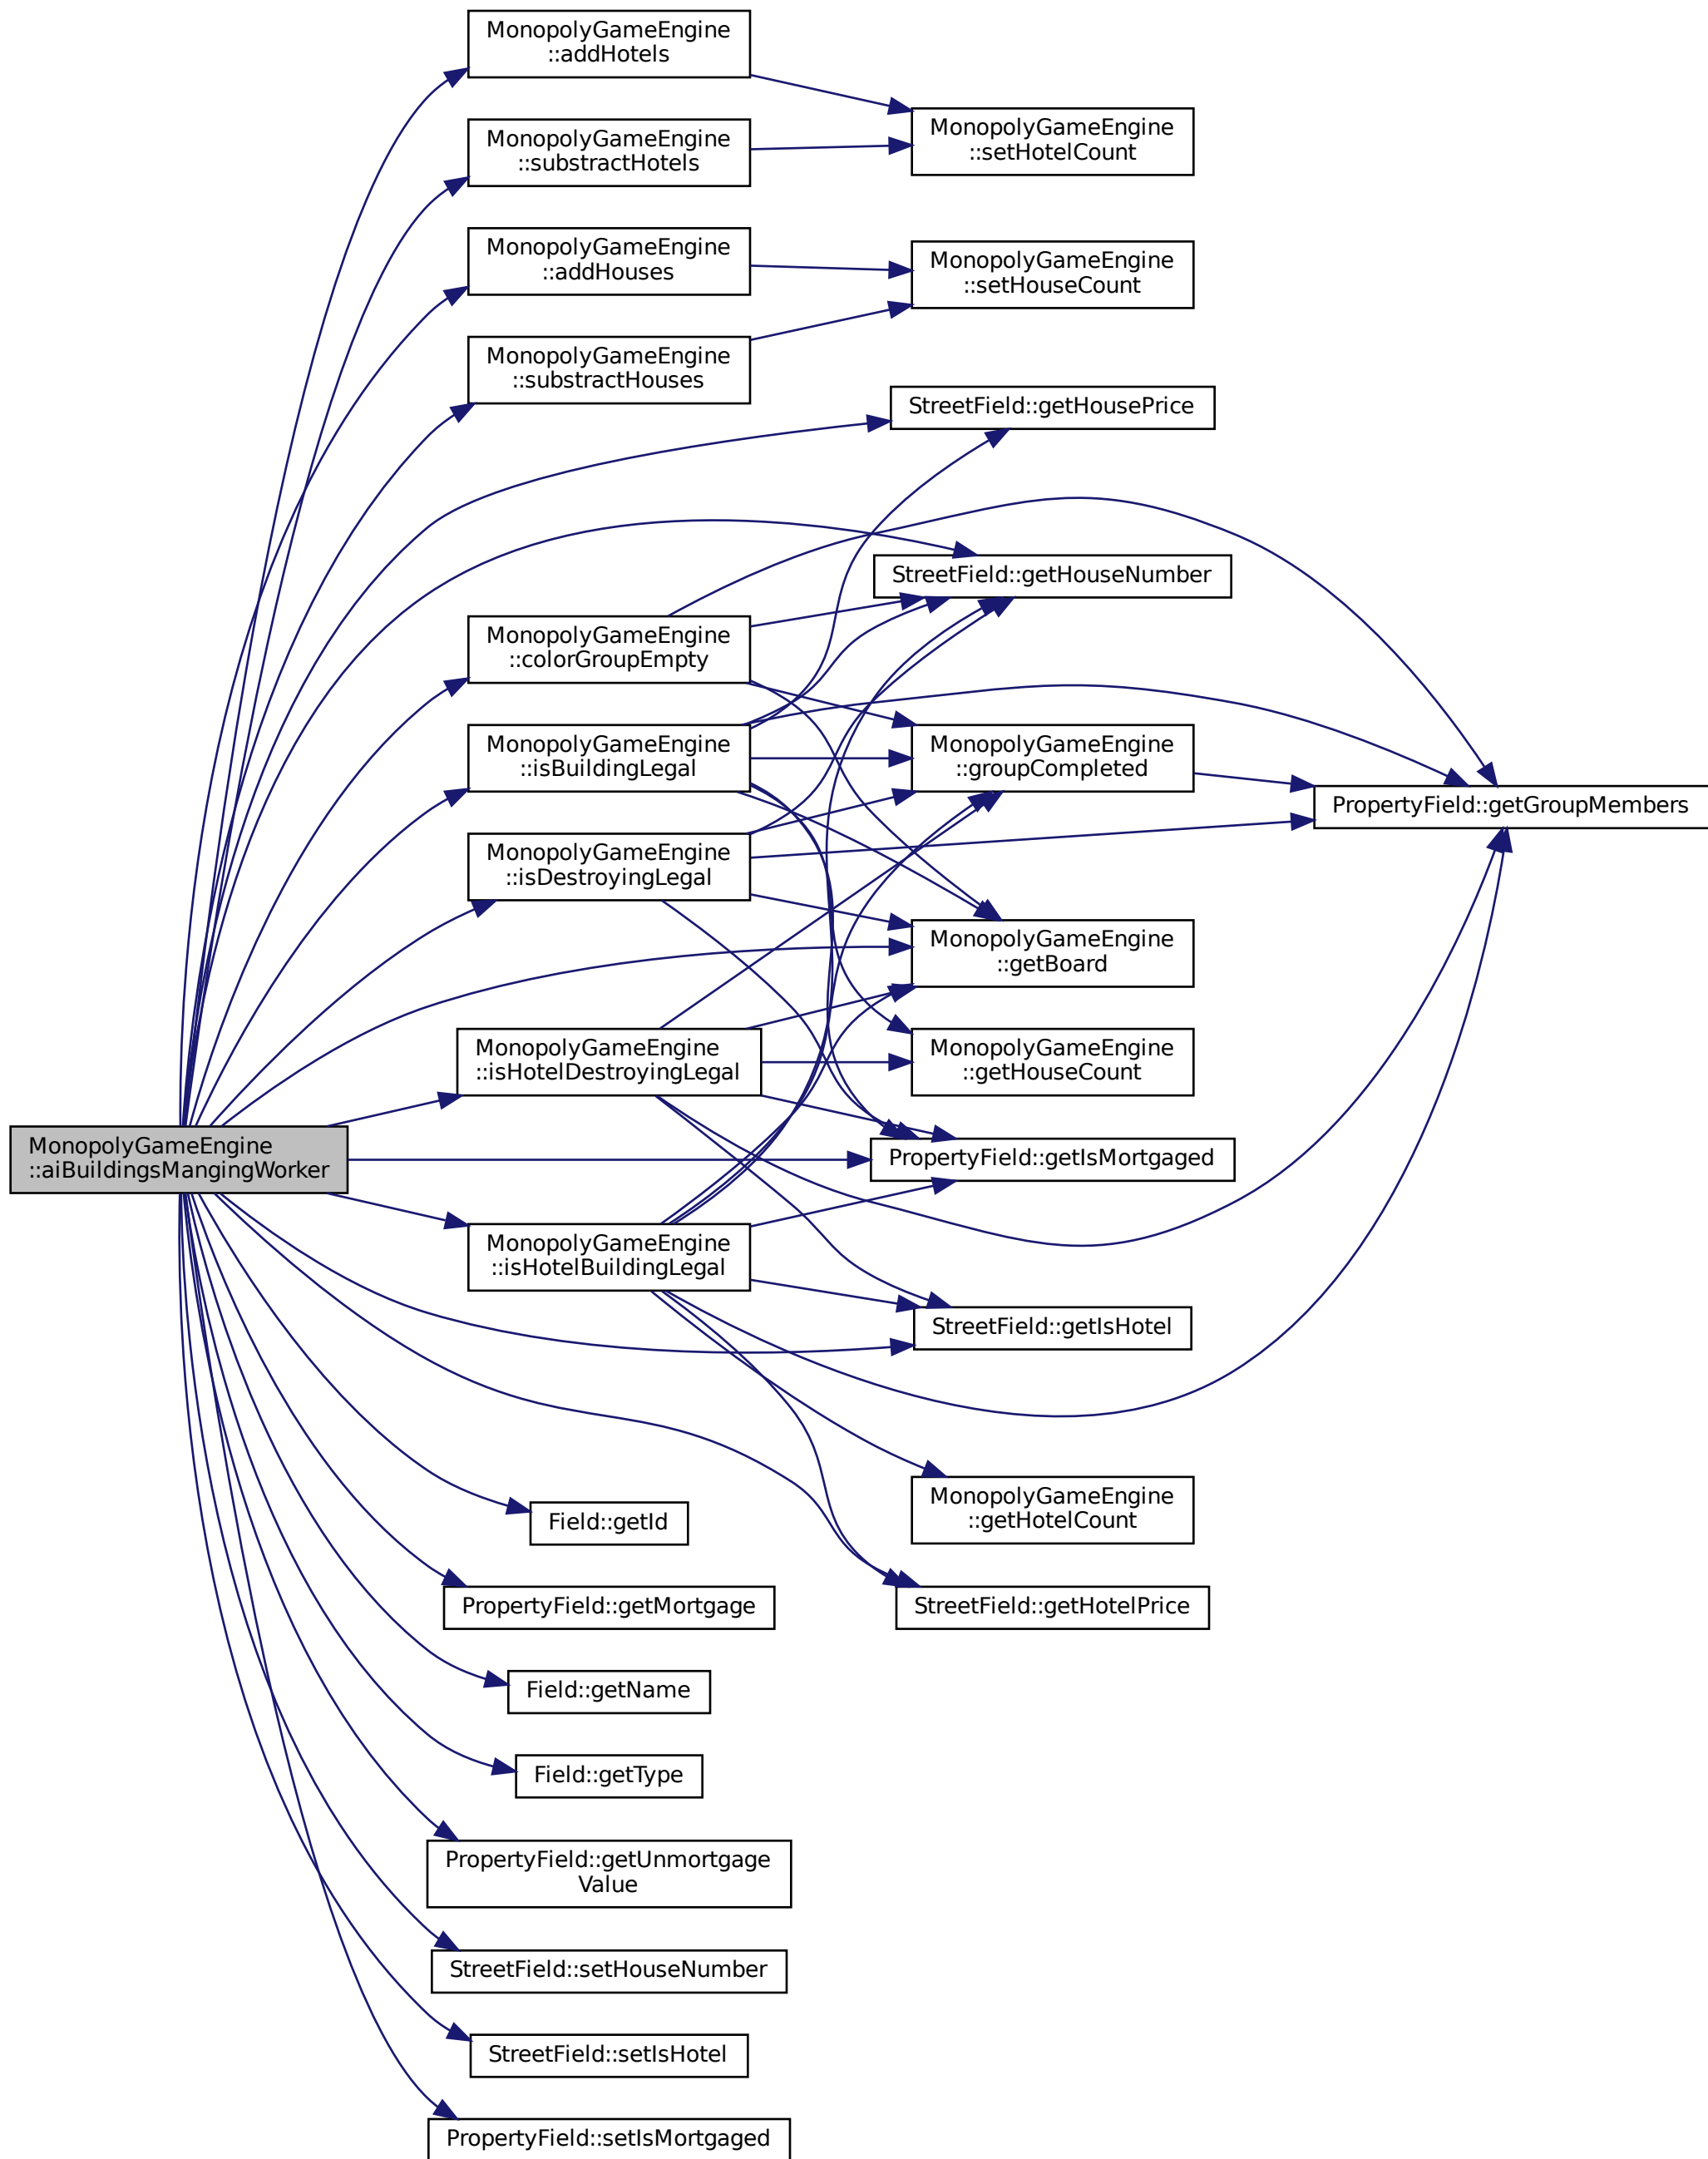 MonopolyGameEngine
::addHotels
MonopolyGameEngine
::setHotelCount
MonopolyGameEngine
::substractHotels
MonopolyGameEngine
::addHouses
MonopolyGameEngine
::setHouseCount
MonopolyGameEngine
::substractHouses
StreetField::getHousePrice
StreetField::getHouseNumber
MonopolyGameEngine
::colorGroupEmpty
MonopolyGameEngine
::isBuildingLegal
MonopolyGameEngine
::groupCompleted
PropertyField::getGroupMembers
MonopolyGameEngine
::isDestroyingLegal
MonopolyGameEngine
::getBoard
MonopolyGameEngine
::isHotelDestroyingLegal
MonopolyGameEngine
::getHouseCount
MonopolyGameEngine
::aiBuildingsMangingWorker
PropertyField::getIsMortgaged
MonopolyGameEngine
::isHotelBuildingLegal
StreetField::getIsHotel
MonopolyGameEngine
::getHotelCount
Field::getId
PropertyField::getMortgage
StreetField::getHotelPrice
Field::getName
Field::getType
PropertyField::getUnmortgage
Value
StreetField::setHouseNumber
StreetField::setIsHotel
PropertyField::setIsMortgaged